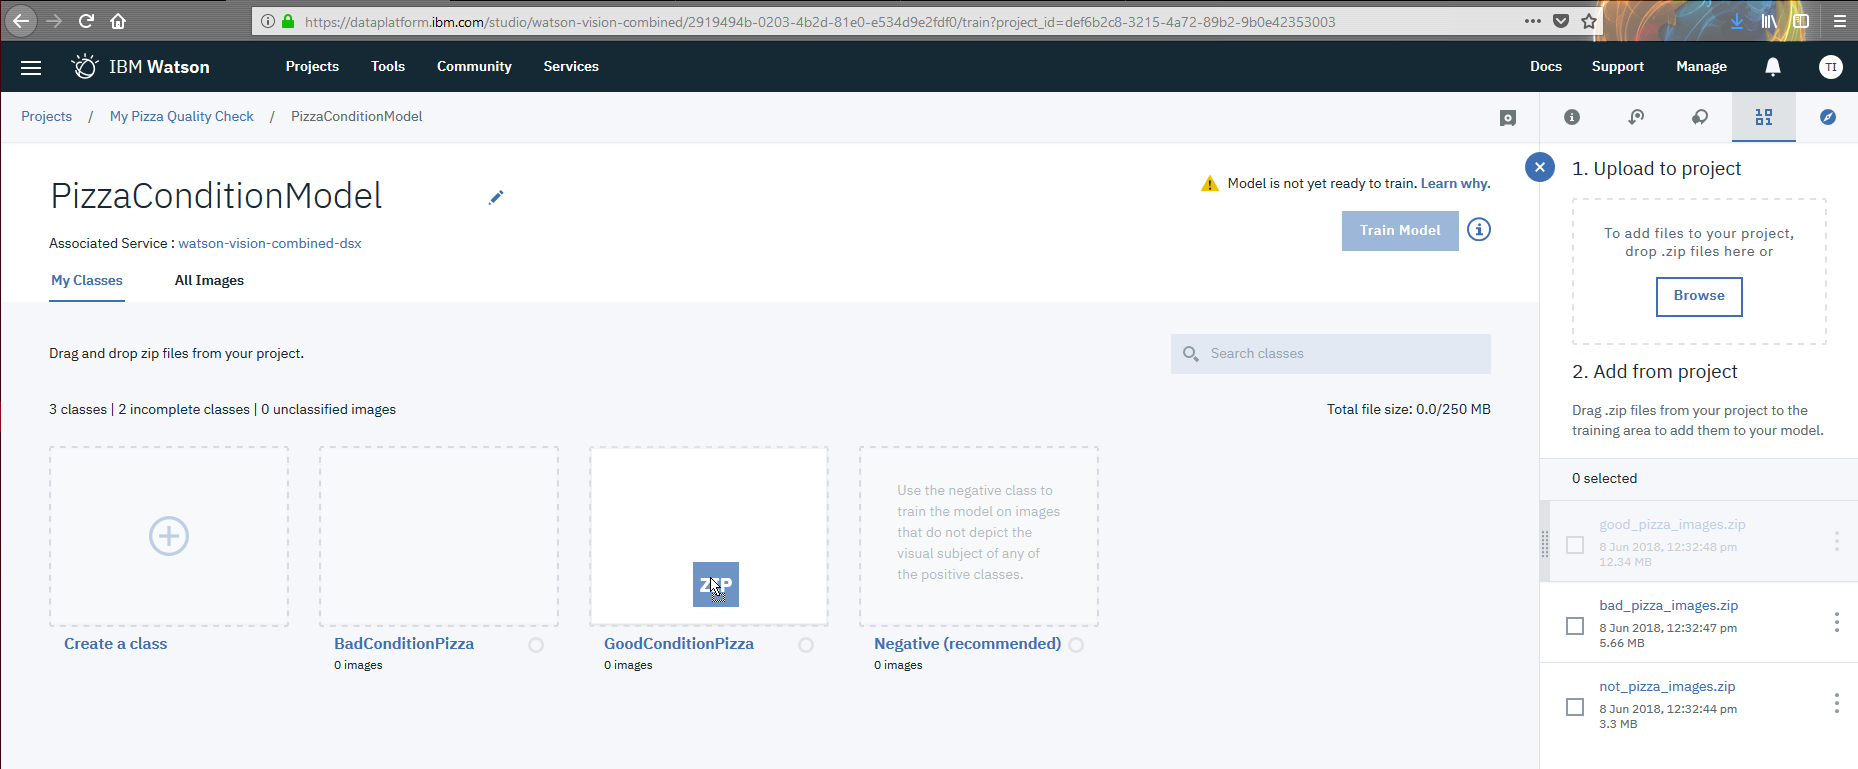 https://dataplatform.ibm.com/studio/watson-vision-combined/2919494b-0203-4b2d-81e0-e534d9e2fdf0/train?project_id=def6b2c8-3215-4a72-89b2-9b0e42353003
IBM Watson
Projects
Tools
Community
Services
Docs
Support
Manage
TI
Projects / My Pizza Quality Check / PizzaConditionModel
PizzaConditionModel
Model is not yet ready to train. Learn why.
Train Model
Associated Service : watson-vision-combined-dsx
My Classes
All Images
Drag and drop zip files from your project.
Search classes
3 classes | 2 incomplete classes | 0 unclassified images
Total file size: 0.0/250 MB
Use the negative class to
train the model on images
that do not depict the
visual subject of any of
the positive classes.
ZIP
Create a class
BadConditionPizza
0 images
GoodConditionPizza
0 images
Negative (recommended)
0 images
1. Upload to project
To add files to your project,
drop .zip files here or
Browse
2. Add from project
Drag .zip files from your project to the
training area to add them to your model.
0 selected
good_pizza_images.zip
8 Jun 2018, 12:32:48 pm
12.34 MB
bad_pizza_images.zip
8 Jun 2018, 12:32:47 pm
5.66 MB
not_pizza_images.zip
8 Jun 2018, 12:32:44 pm
3.3 MB